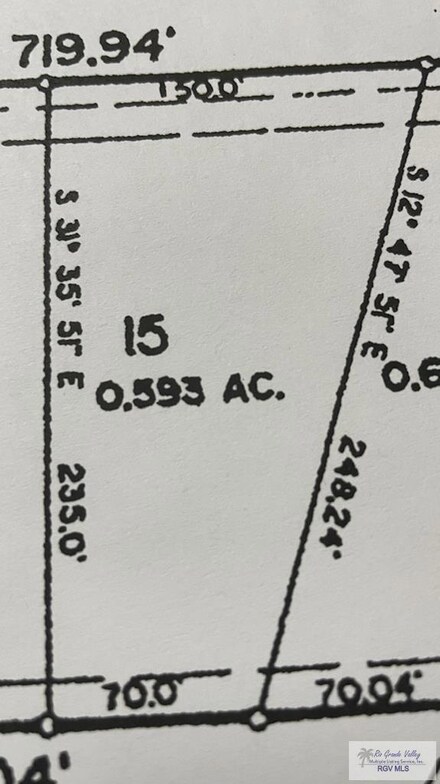 719.94'
150.0'
S 31° 35' 51" E
235.0'
15
0.593 AC.
S 12° 47' 51" E
248.24'
0.6
70.0'
70.04'
04'
Rio Grande Valley
Multiple Listing Service, Inc.
RGV MLS